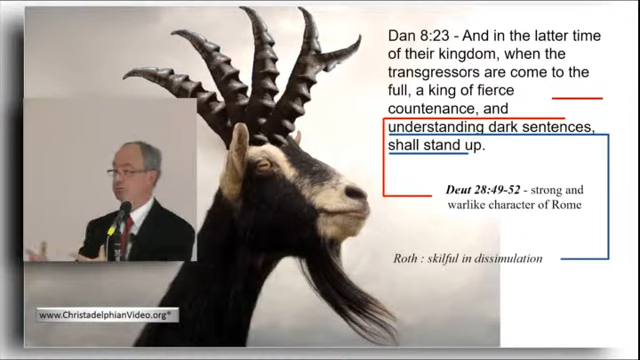 Dan 8:23 - And in the latter time
of their kingdom, when the
transgressors are come to the
full, a king of fierce
countenance, and
understanding dark sentences,
shall stand up.
Deut 28:49-52 - strong and
warlike character of Rome
Roth : skilful in dissimulation
www.ChristadelphianVideo.org®